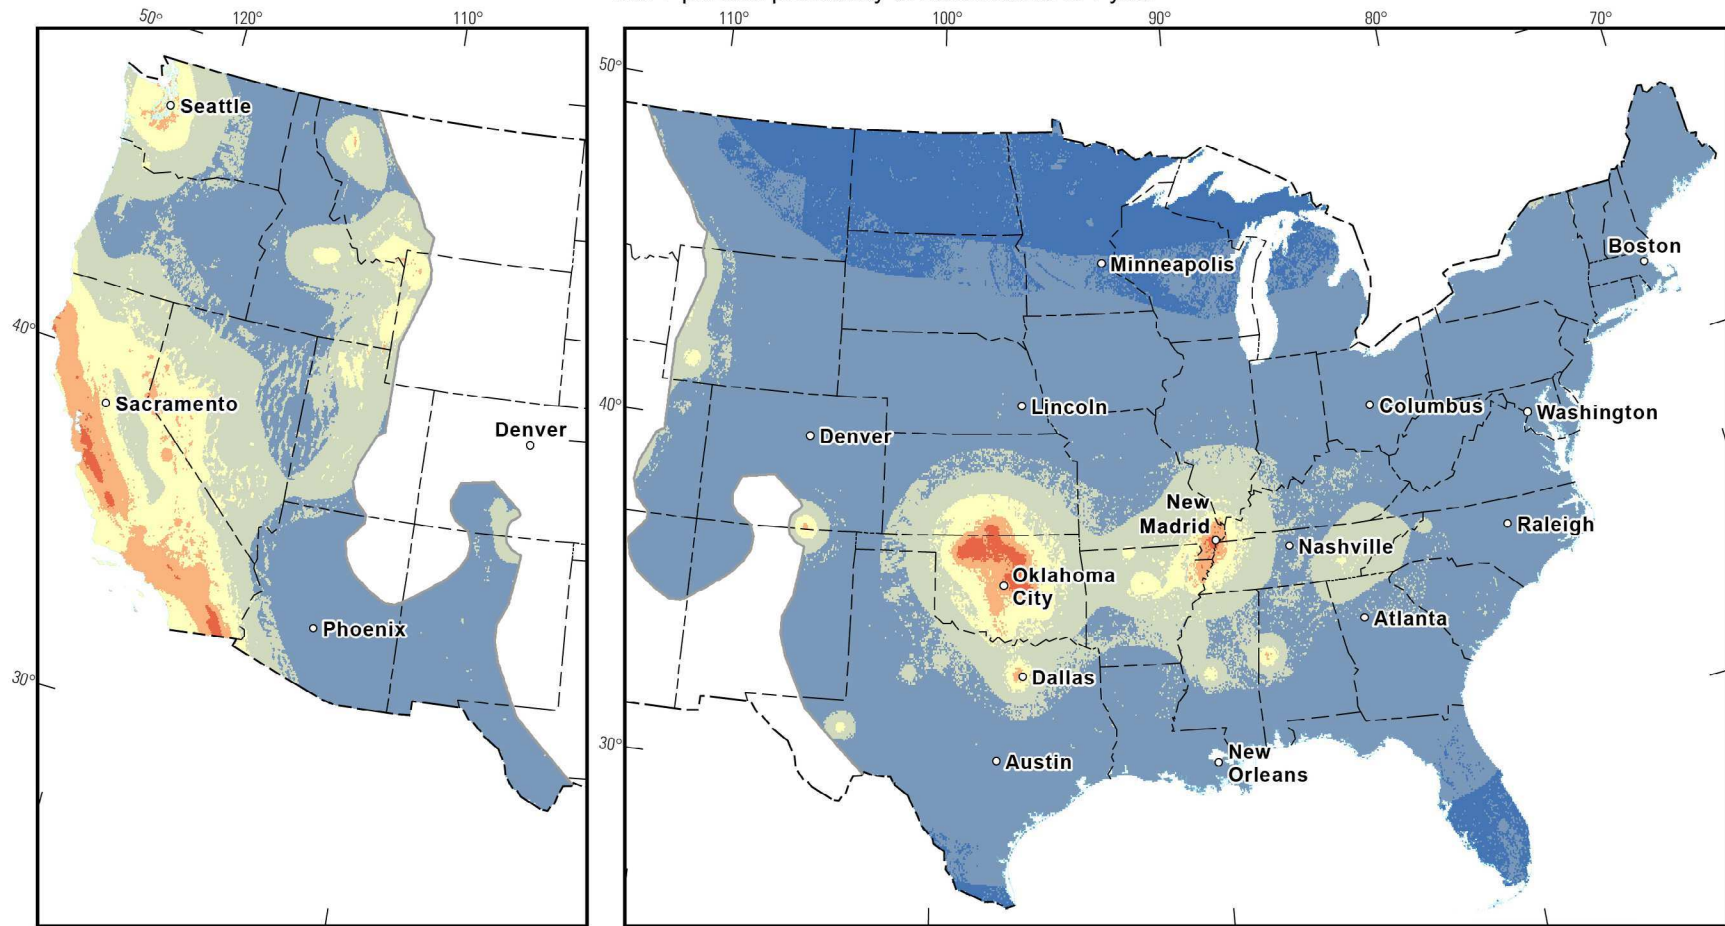 50° 120° 110°
110° 100° 90° 80° 70°
50°
40°
30°
40°
30°
Seattle
Sacramento
Denver
Phoenix
Minneapolis
Boston
Lincoln
Columbus
Washington
Denver
New
Madrid
Nashville
Raleigh
Oklahoma
City
Atlanta
Dallas
Austin
New
Orleans